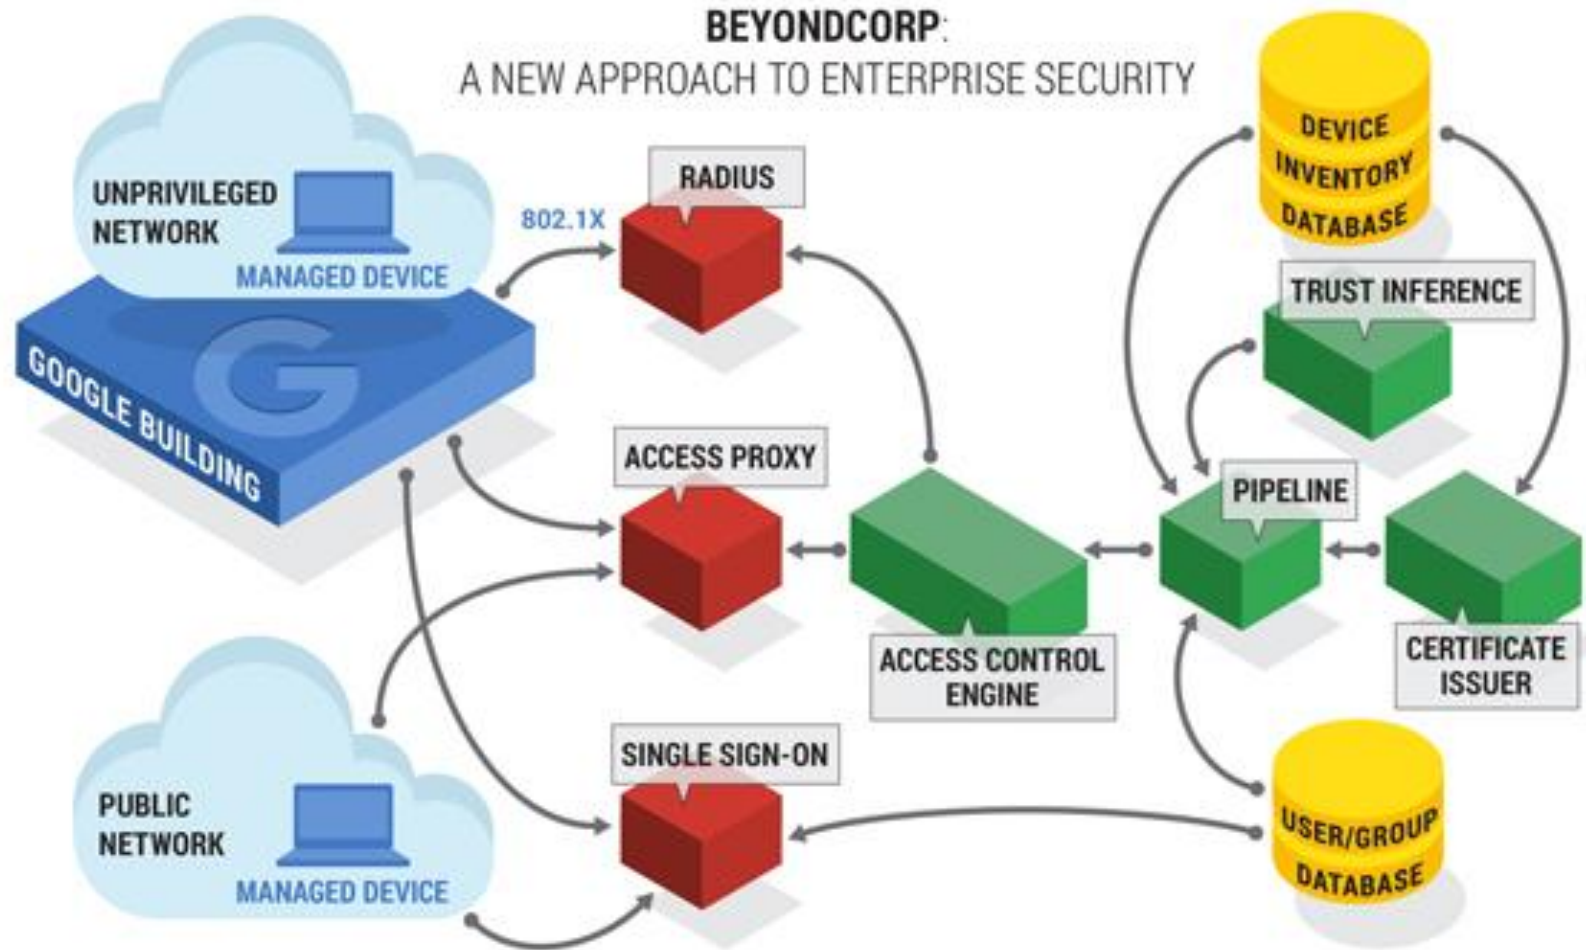 BEYONDCORP:
A NEW APPROACH TO ENTERPRISE SECURITY
UNPRIVILEGED
NETWORK
MANAGED DEVICE
GOOGLE BUILDING
G
802.1X
RADIUS
ACCESS PROXY
SINGLE SIGN-ON
ACCESS CONTROL
ENGINE
PIPELINE
DEVICE
INVENTORY
DATABASE
TRUST INFERENCE
CERTIFICATE
ISSUER
USER/GROUP
DATABASE
PUBLIC
NETWORK
MANAGED DEVICE